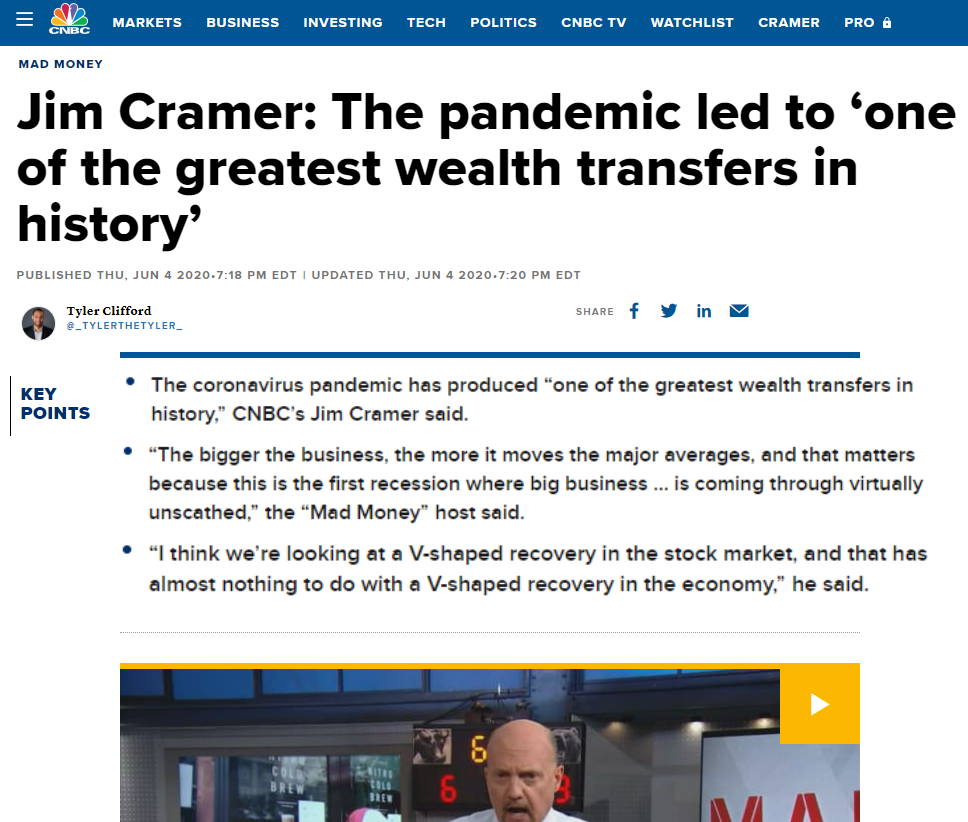 CNBC
MARKETS BUSINESS INVESTING TECH POLITICS CNBC TV WATCHLIST CRAMER PRO
MAD MONEY
Jim Cramer: The pandemic led to ‘one
of the greatest wealth transfers in
history’
PUBLISHED THU, JUN 4 2020•7:18 PM EDT | UPDATED THU, JUN 4 2020•7:20 PM EDT
Tyler Clifford
@_TYLERTHETYLER_
SHARE
KEY
POINTS
The coronavirus pandemic has produced “one of the greatest wealth transfers in
history,” CNBC’s Jim Cramer said.
“The bigger the business, the more it moves the major averages, and that matters
because this is the first recession where big business ... is coming through virtually
unscathed,” the “Mad Money” host said.
“I think we’re looking at a V-shaped recovery in the stock market, and that has
almost nothing to do with a V-shaped recovery in the economy,” he said.
NITRO
COLD
BREW
NITRO
COLD
BREW
6
6
3
MA